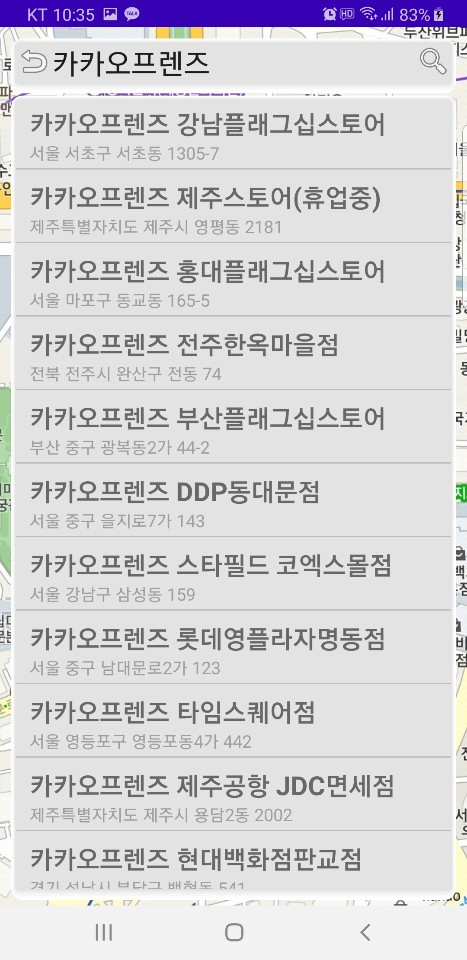 KT 10:35
HD
83%
카카오프렌즈
카카오프렌즈 강남플래그십스토어
서울 서초구 서초동 1305-7
카카오프렌즈 제주스토어(휴업중)
제주특별자치도 제주시 영평동 2181
카카오프렌즈 홍대플래그십스토어
서울 마포구 동교동 165-5
카카오프렌즈 전주한옥마을점
전북 전주시 완산구 전동 74
카카오프렌즈 부산플래그십스토어
부산 중구 광복동2가 44-2
카카오프렌즈 DDP동대문점
서울 중구 을지로7가 143
카카오프렌즈 스타필드 코엑스몰점
서울 강남구 삼성동 159
카카오프렌즈 롯데영플라자명동점
서울 중구 남대문로2가 123
카카오프렌즈 타임스퀘어점
서울 영등포구 영등포동4가 442
카카오프렌즈 제주공항 JDC면세점
제주특별자치도 제주시 용담2동 2002
카카오프렌즈 현대백화점판교점
경기 성남시 분당구 백현동 541